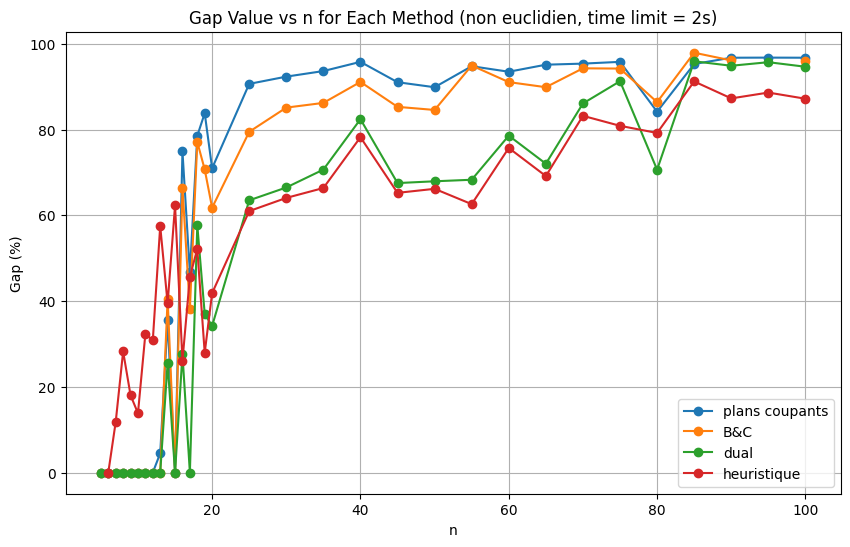 Gap Value vs n for Each Method (non euclidien, time limit = 2s)
Gap (%)
100
80
60
40
20
0
20 40 60 80 100
n
plans coupants
B&C
dual
heuristique